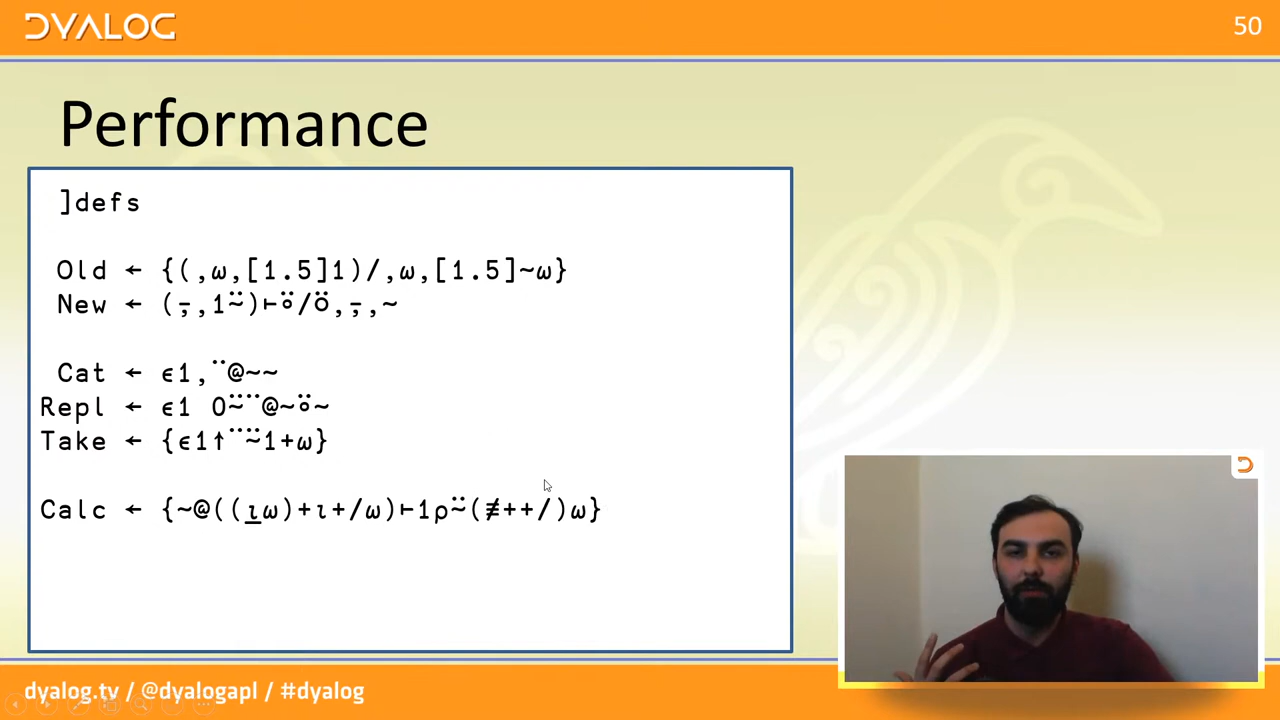 DYALOG
50
Performance
]defs
Old ← {(,⍵,[1.5]1)/,⍵,[1.5]~⍵}
New ← (⍪,1⍨)⊢⍤/⍥,⍪,~
Cat ← ∊1,¨@~~
Repl ← ∊1 0⍨¨@~⍤~
Take ← {∊1↑¨⍨1+⍵}
Calc ← {~@((⍸⍵)+⍳+/⍵)⊢1⍴⍨(≢++/)⍵}
dyalog.tv / @dyalogapl / #dyalog